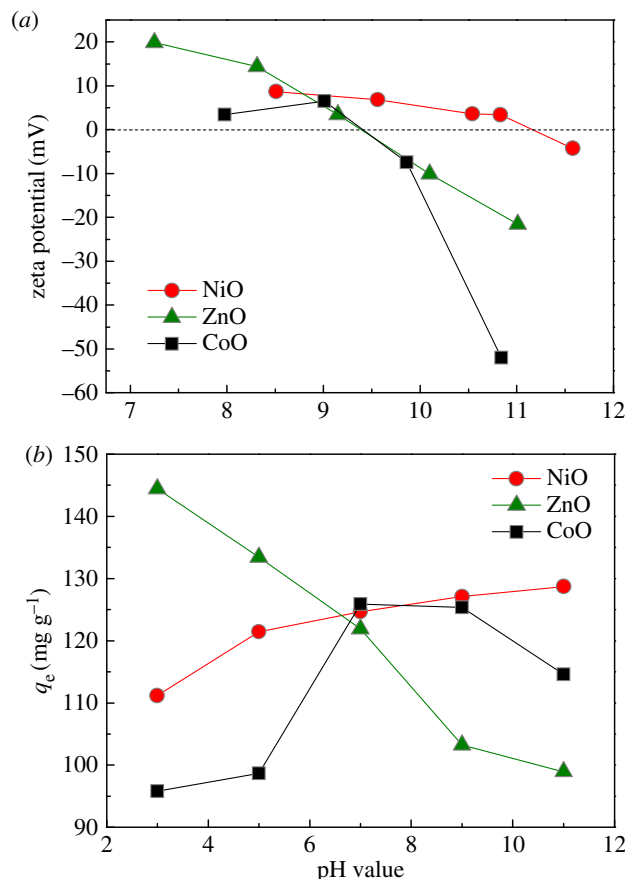 (a)
20
10
0
–10
–20
–30
–40
–50
–60
zeta potential (mV)
NiO
ZnO
CoO
7 8 9 10 11 12
(b)
150
140
130
120
110
100
90
qe (mg g–1)
NiO
ZnO
CoO
2 4 6 8 10 12
pH value